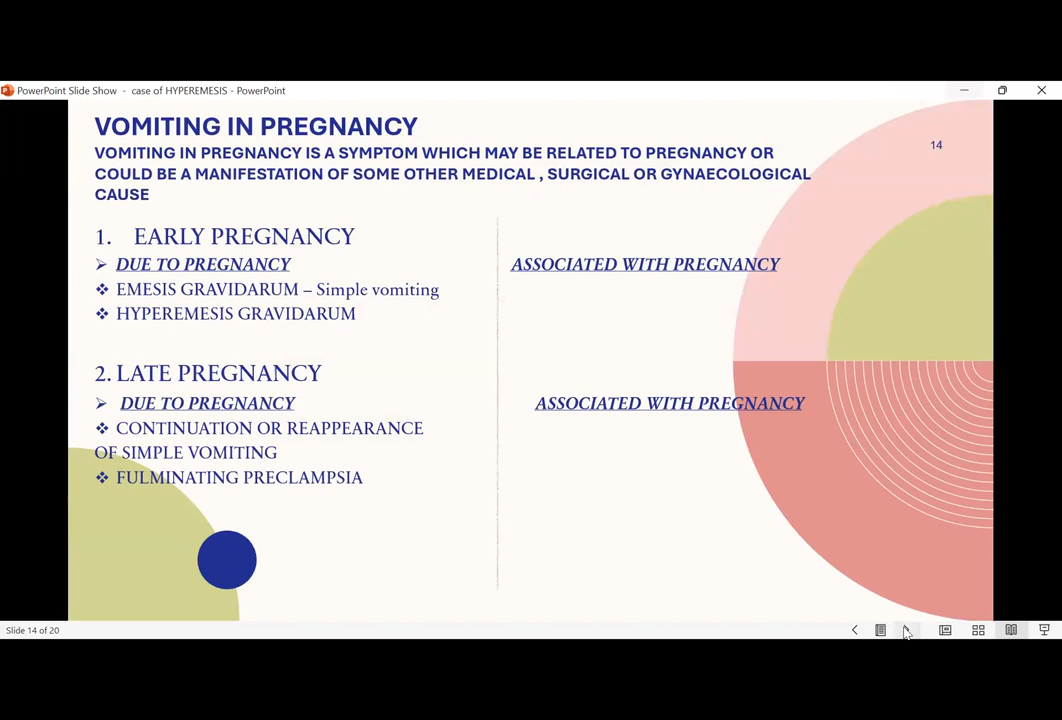 PowerPoint Slide Show - case of HYPEREMESIS - PowerPoint
VOMITING IN PREGNANCY
14
VOMITING IN PREGNANCY IS A SYMPTOM WHICH MAY BE RELATED TO PREGNANCY OR
COULD BE A MANIFESTATION OF SOME OTHER MEDICAL , SURGICAL OR GYNAECOLOGICAL
CAUSE
1. EARLY PREGNANCY
➢ DUE TO PREGNANCY
❖ EMESIS GRAVIDARUM – Simple vomiting
❖ HYPEREMESIS GRAVIDARUM
ASSOCIATED WITH PREGNANCY
2. LATE PREGNANCY
➢ DUE TO PREGNANCY
❖ CONTINUATION OR REAPPEARANCE
OF SIMPLE VOMITING
❖ FULMINATING PRECLAMPSIA
ASSOCIATED WITH PREGNANCY
Slide 14 of 20